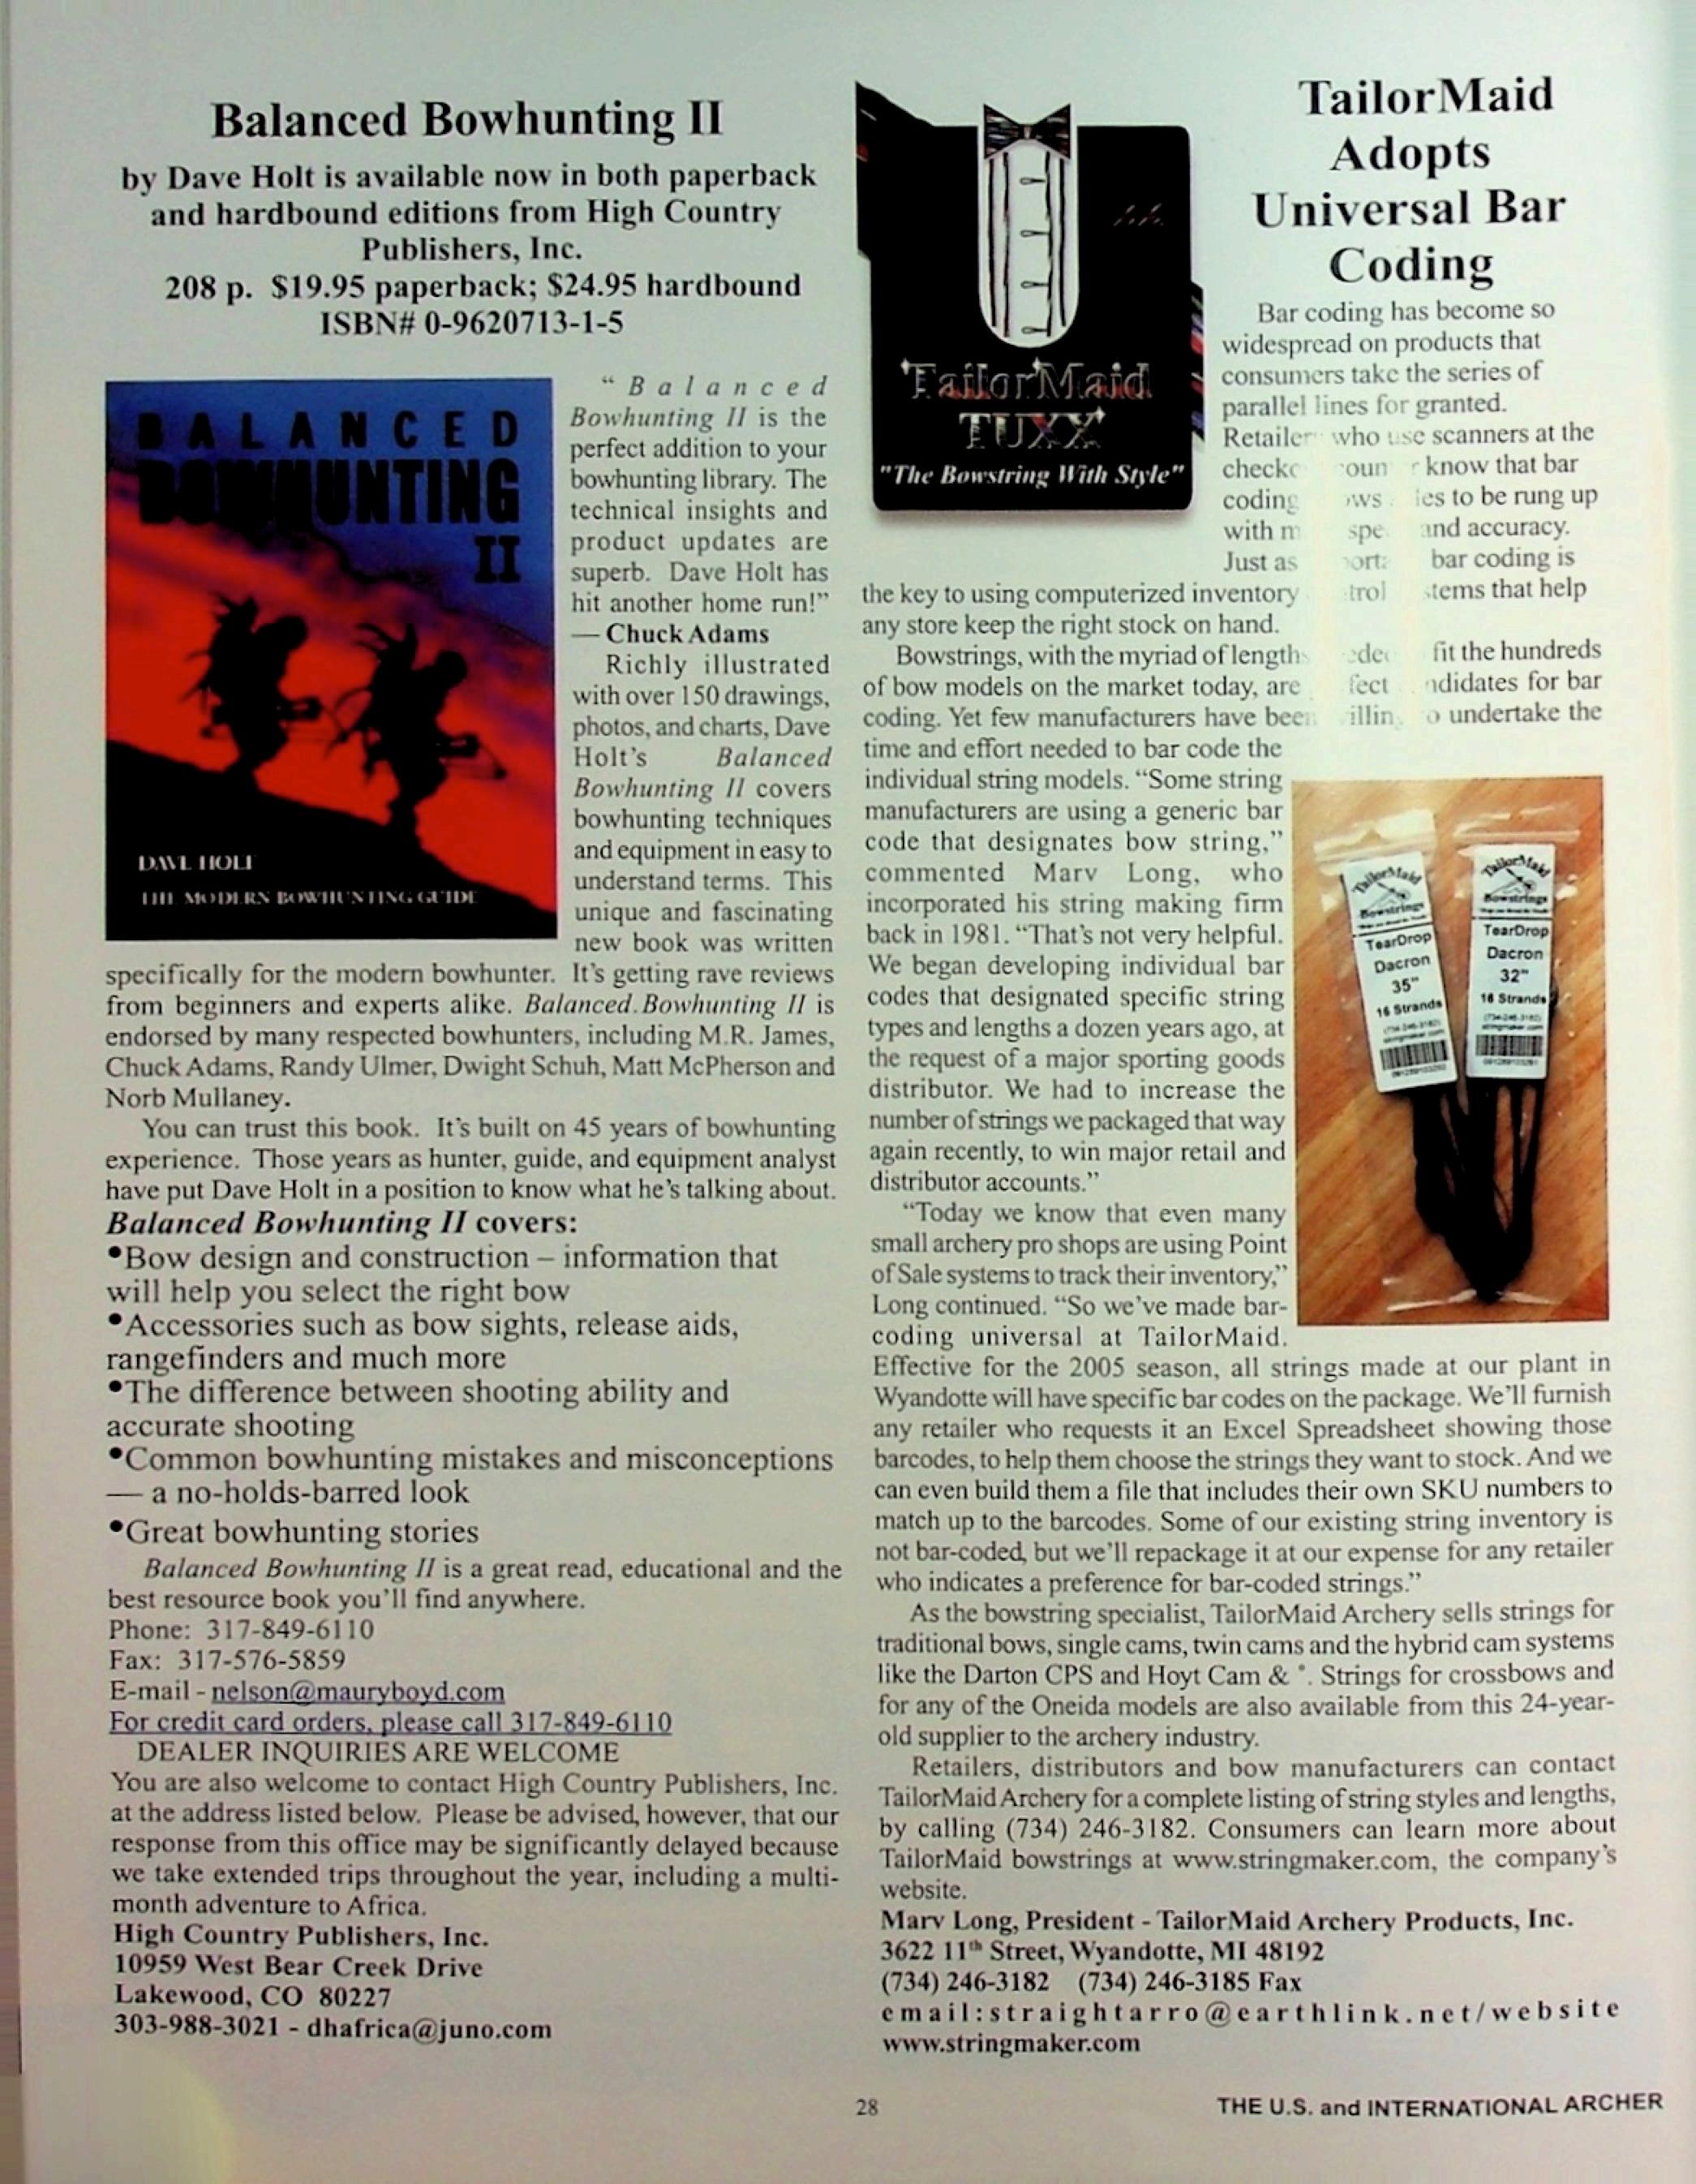 Balanced Bowhunting II
by Dave Holt is available now in both paperback
and hardbound editions from High Country
Publishers, Inc.
208 p. $19.95 paperback; $24.95 hardbound
ISBN# 0-9620713-1-5
BALANCED
BOWHUNTING
II
DAVE HOLT
THE MODERN BOWHUNTING GUIDE
“Balanced
Bowhunting II is the
perfect addition to your
bowhunting library. The
technical insights and
product updates are
superb. Dave Holt has
hit another home run!”
— Chuck Adams
Richly illustrated
with over 150 drawings,
photos, and charts, Dave
Holt's Balanced
Bowhunting II covers
bowhunting techniques
and equipment in easy to
understand terms. This
unique and fascinating
new book was written
specifically for the modern bowhunter. It's getting rave reviews
from beginners and experts alike. Balanced.Bowhunting II is
endorsed by many respected bowhunters, including M.R. James,
Chuck Adams, Randy Ulmer, Dwight Schuh, Matt McPherson and
Norb Mullaney.
You can trust this book. It's built on 45 years of bowhunting
experience. Those years as hunter, guide, and equipment analyst
have put Dave Holt in a position to know what he's talking about.
Balanced Bowhunting II covers:
•Bow design and construction – information that
will help you select the right bow
•Accessories such as bow sights, release aids,
rangefinders and much more
•The difference between shooting ability and
accurate shooting
•Common bowhunting mistakes and misconceptions
— a no-holds-barred look
•Great bowhunting stories
Balanced Bowhunting II is a great read, educational and the
best resource book you'll find anywhere.
Phone: 317-849-6110
Fax: 317-576-5859
E-mail - nelson@mauryboyd.com
For credit card orders, please call 317-849-6110
DEALER INQUIRIES ARE WELCOME
You are also welcome to contact High Country Publishers, Inc.
at the address listed below. Please be advised, however, that our
response from this office may be significantly delayed because
we take extended trips throughout the year, including a multi-
month adventure to Africa.
High Country Publishers, Inc.
10959 West Bear Creek Drive
Lakewood, CO 80227
303-988-3021 - dhafrica@juno.com
TailorMaid
TUXX
"The Bowstring With Style"
TailorMaid
Adopts
Universal Bar
Coding
Bar coding has become so
widespread on products that
consumers take the series of
parallel lines for granted.
Retailer who use scanners at the
know that bar
coding to be rung up
with and accuracy.
Just as bar coding is
the key to using computerized inventory that help
any store keep the right stock on hand.
Bowstrings, with the myriad of lengths fit the hundreds
of bow models on the market today, are for bar
coding. Yet few manufacturers have been undertake the
time and effort needed to bar code the
individual string models. “Some string
manufacturers are using a generic bar
code that designates bow string,”
commented Marv Long, who
incorporated his string making firm
back in 1981. “That's not very helpful.
We began developing individual bar
codes that designated specific string
types and lengths a dozen years ago, at
the request of a major sporting goods
distributor. We had to increase the
number of strings we packaged that way
again recently, to win major retail and
distributor accounts.”
“Today we know that even many
small archery pro shops are using Point
of Sale systems to track their inventory,”
Long continued. “So we've made bar-
coding universal at TailorMaid.
Effective for the 2005 season, all strings made at our plant in
Wyandotte will have specific bar codes on the package. We'll furnish
any retailer who requests it an Excel Spreadsheet showing those
barcodes, to help them choose the strings they want to stock. And we
can even build them a file that includes their own SKU numbers to
match up to the barcodes. Some of our existing string inventory is
not bar-coded, but we'll repackage it at our expense for any retailer
who indicates a preference for bar-coded strings.”
As the bowstring specialist, TailorMaid Archery sells strings for
traditional bows, single cams, twin cams and the hybrid cam systems
like the Darton CPS and Hoyt Cam & ˚. Strings for crossbows and
for any of the Oneida models are also available from this 24-year-
old supplier to the archery industry.
Retailers, distributors and bow manufacturers can contact
TailorMaid Archery for a complete listing of string styles and lengths,
by calling (734) 246-3182. Consumers can learn more about
TailorMaid bowstrings at www.stringmaker.com, the company's
website.
Marv Long, President - TailorMaid Archery Products, Inc.
3622 11th Street, Wyandotte, MI 48192
(734) 246-3182 (734) 246-3185 Fax
email:straightarro@earthlink.net/website
www.stringmaker.com
TailorMaid
Bowstrings
TearDrop
Dacron
35"
16 Strands
(734-246-3182)
stringmaker.com
TailorMaid
Bowstrings
TearDrop
Dacron
32"
16 Strands
(734-246-3182)
stringmaker.com
28
THE U.S. and INTERNATIONAL ARCHER